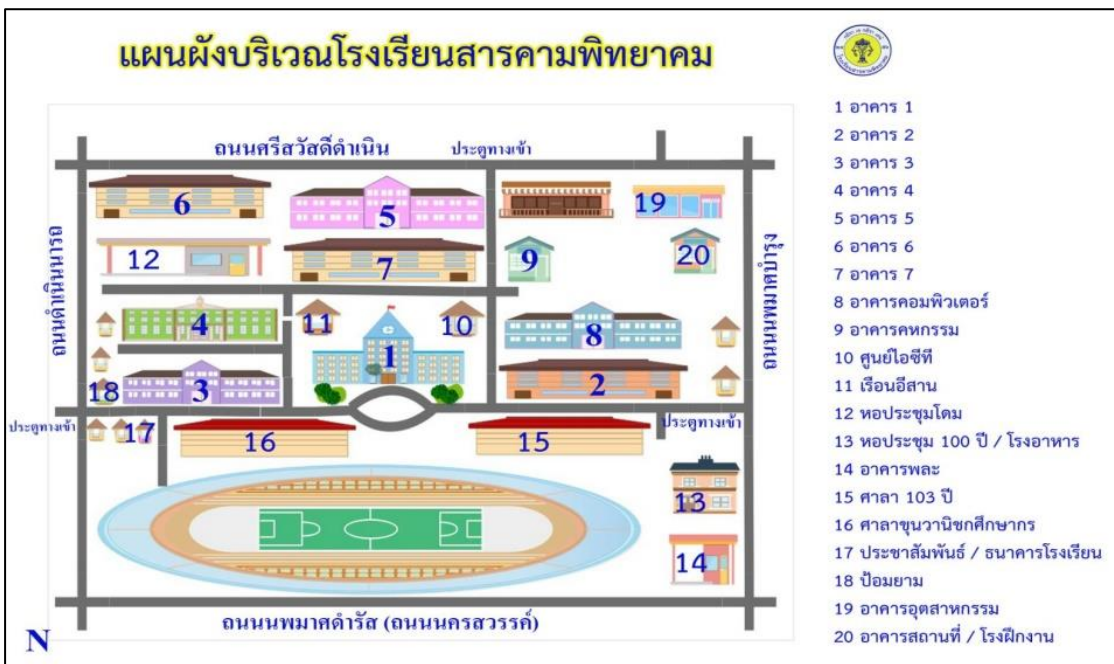 แผนผังบริเวณโรงเรียนสารคามพิทยาคม
ถนนศรีสวัสดิ์ดำเนิน
ประตูทางเข้า
6
5
19
12
7
9
20
ถนนดำเนินนารถ
4
11
10
8
1
18
3
2
ประตูทางเข้า
17
16
15
ประตูทางเข้า
13
14
ถนนนพมาศดำรัส (ถนนนครสวรรค์)
N
1 อาคาร 1
2 อาคาร 2
3 อาคาร 3
4 อาคาร 4
5 อาคาร 5
6 อาคาร 6
7 อาคาร 7
8 อาคารคอมพิวเตอร์
9 อาคารคหกรรม
10 ศูนย์ไอซีที
11 เรือนอีสาน
12 หอประชุมโดม
13 หอประชุม 100 ปี / โรงอาหาร
14 อาคารพละ
15 ศาลา 103 ปี
16 ศาลาขุนวานิชกศึกษากร
17 ประชาสัมพันธ์ / ธนาคารโรงเรียน
18 ป้อมยาม
19 อาคารอุตสาหกรรม
20 อาคารสถานที่ / โรงฝึกงาน